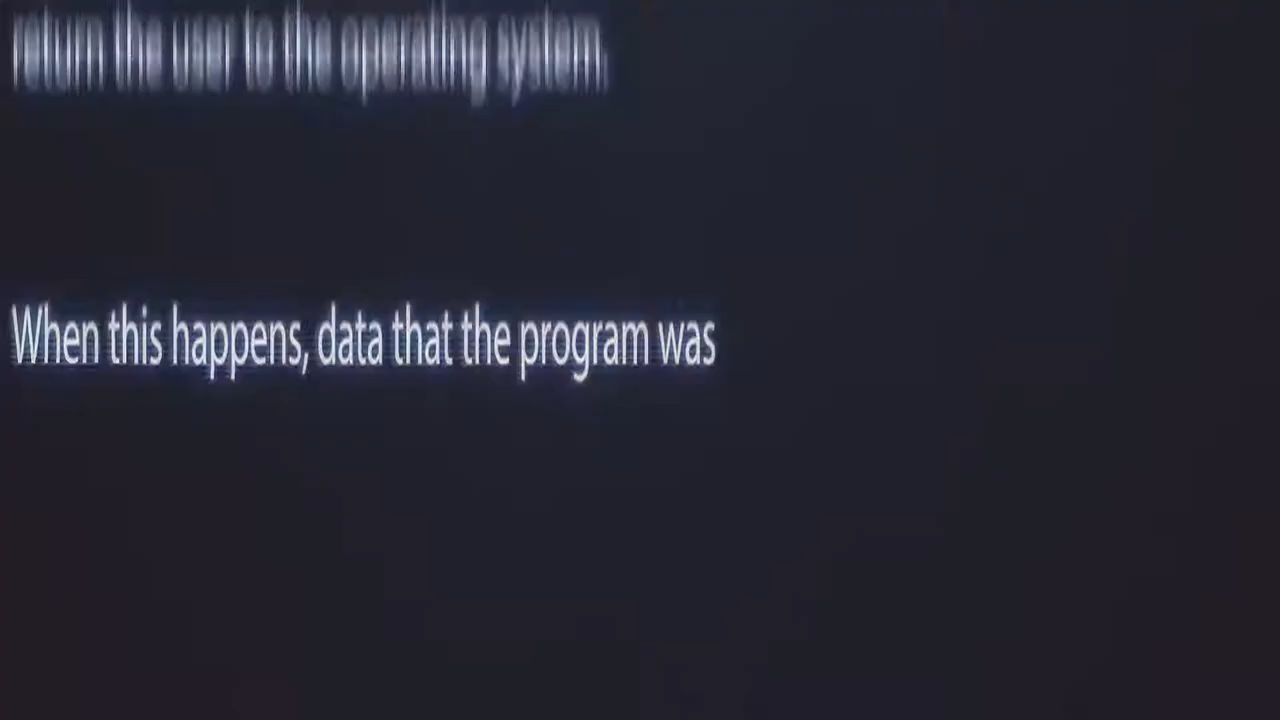 return the user to the operating system.
When this happens, data that the program was